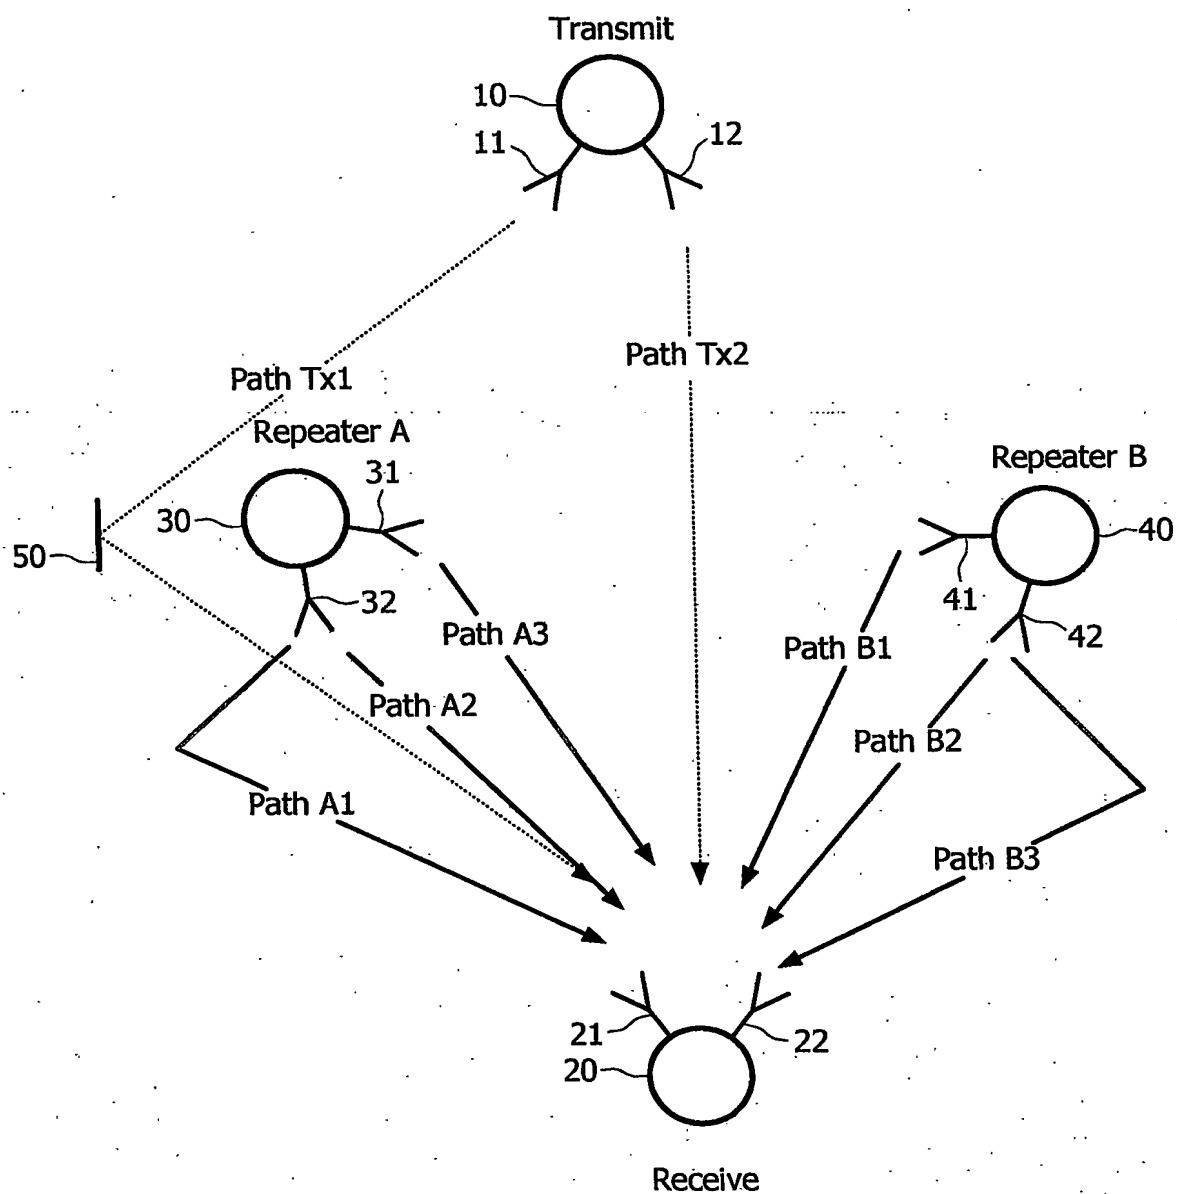 Transmit
10
11
12
Path Tx1
Path Tx2
Repeater A
31
30
32
50
Repeater B
40
41
42
Path A3
Path A2
Path A1
Path B1
Path B2
Path B3
21
22
20
Receive